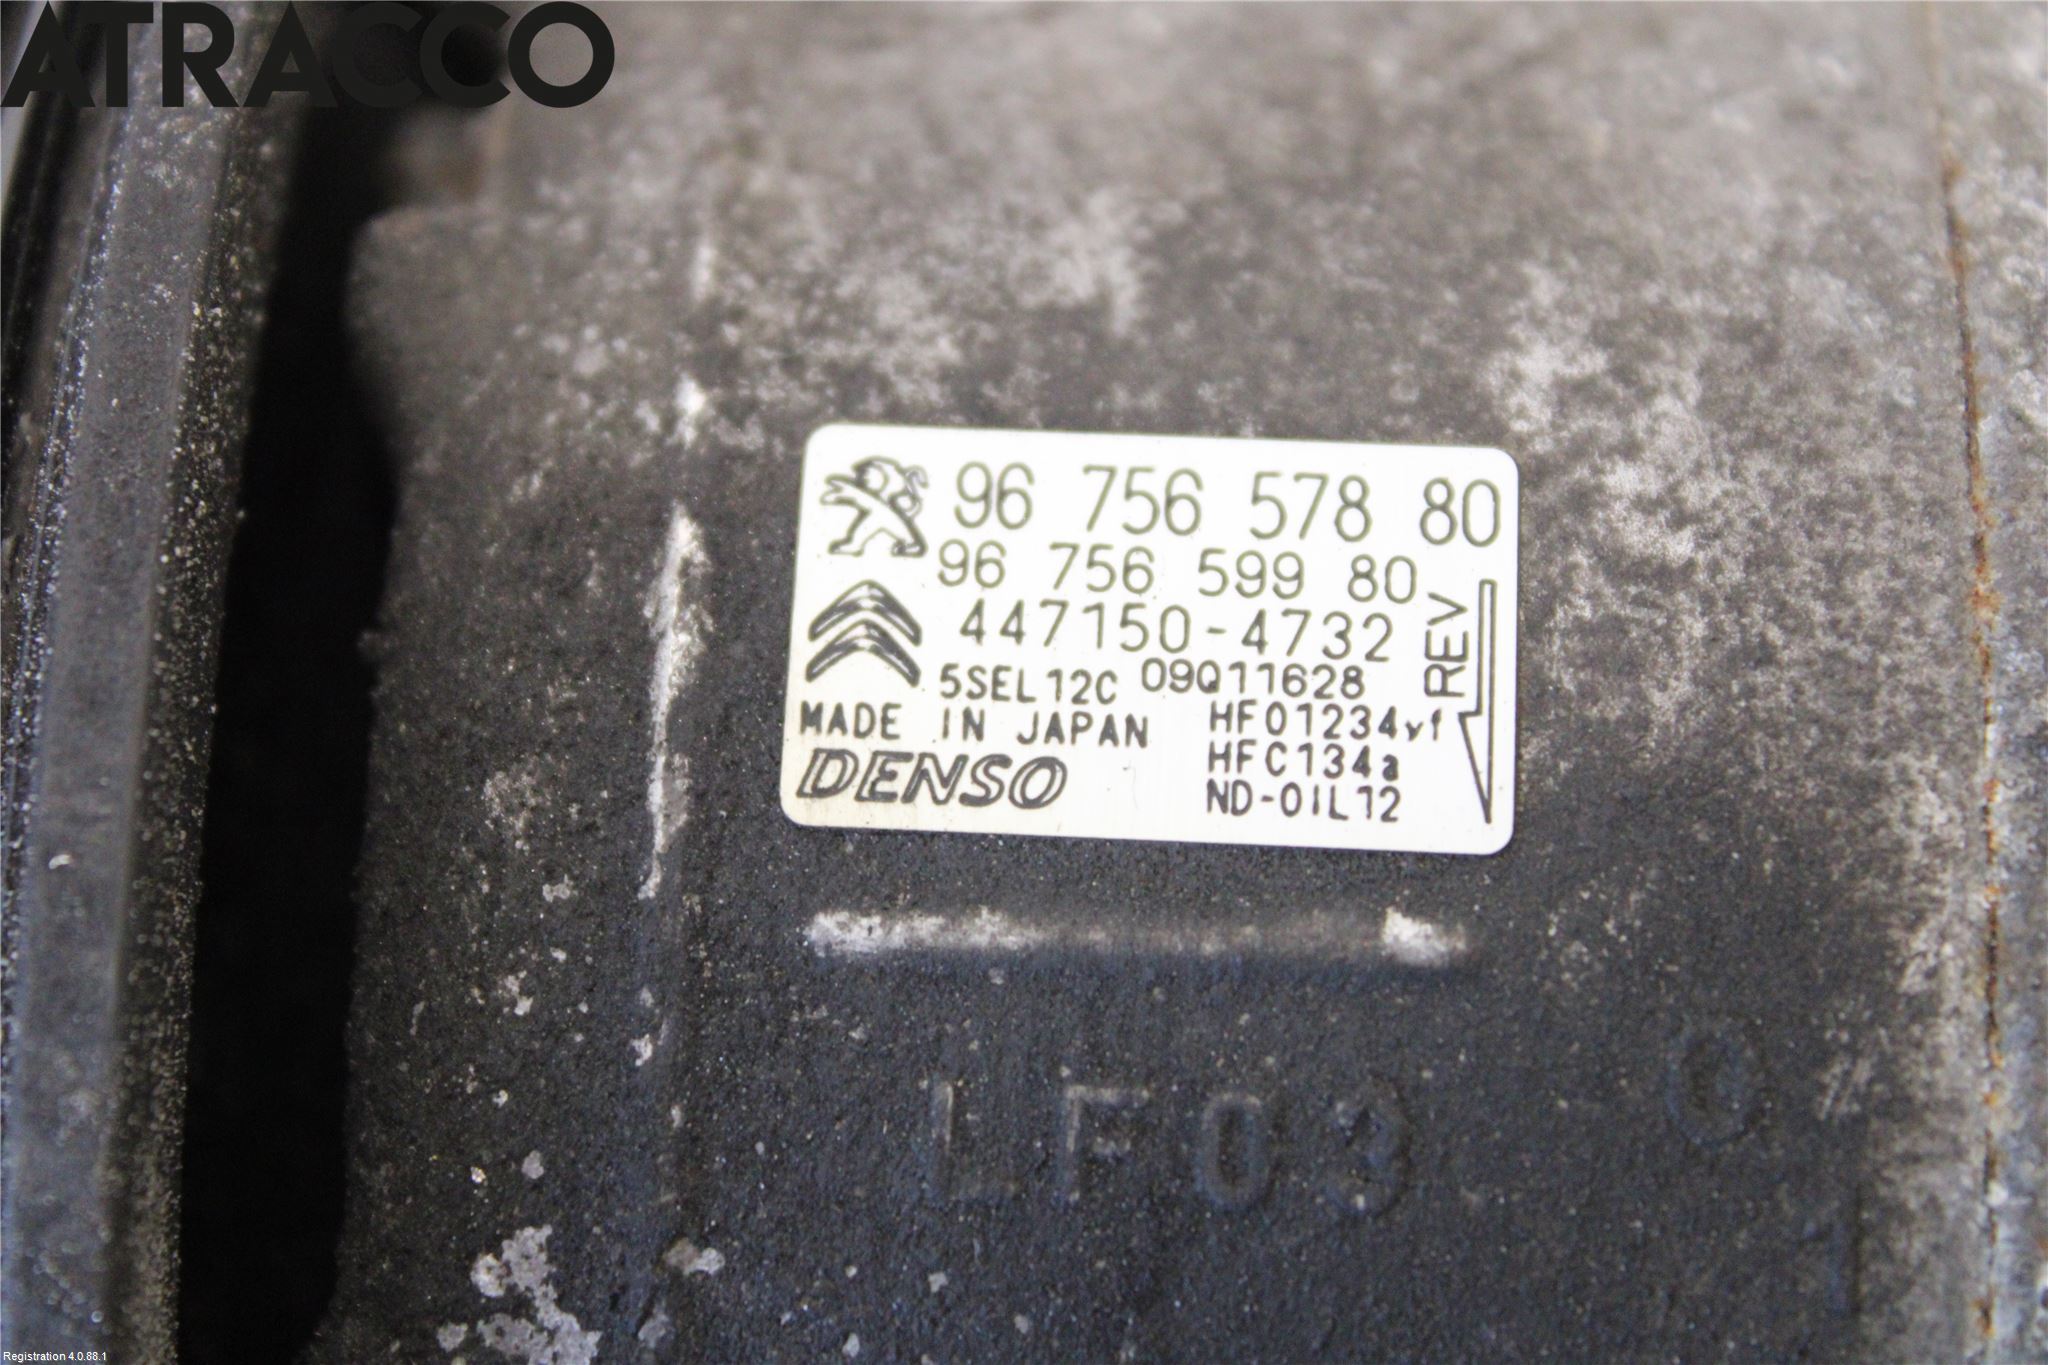 ATRACCO
96 756 578 80
96 756 599 80
447150-4732
5SEL12C 09Q11628
REV
MADE IN JAPAN HFO1234yf
HFC134a
DENSO ND-OIL12
LF03
Registration 4.0.88.1